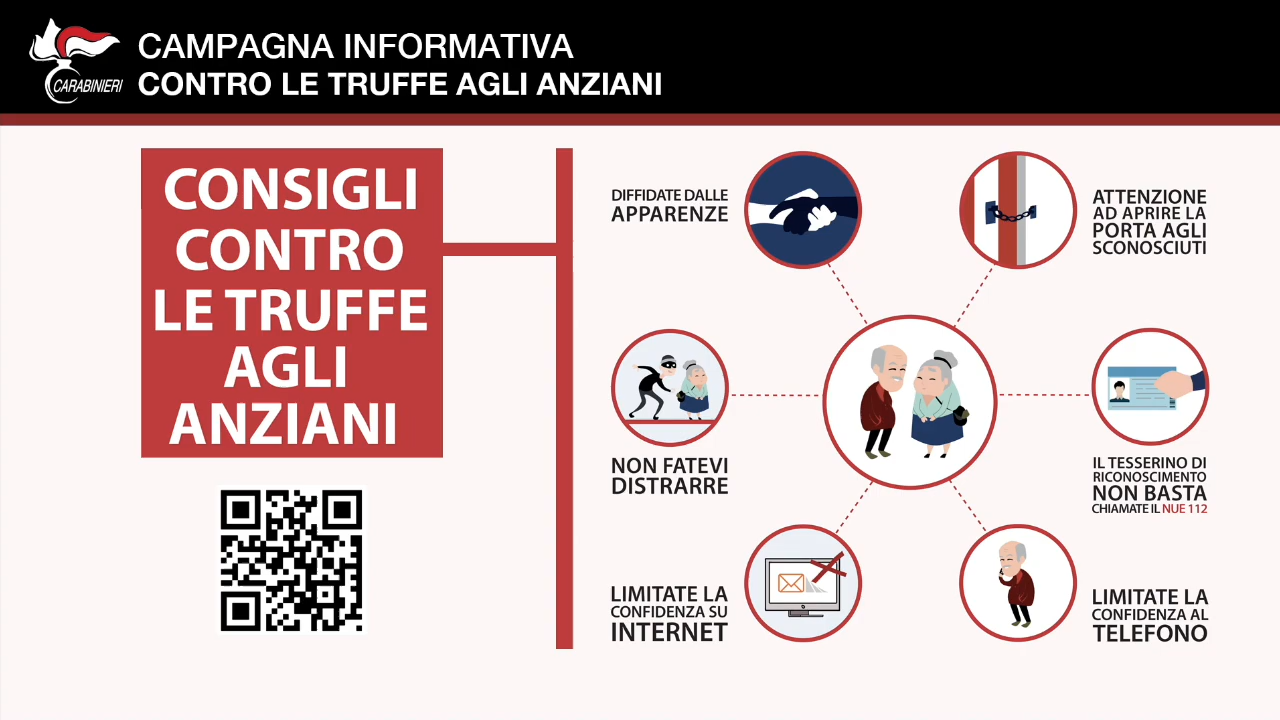 CARABINIERI
CAMPAGNA INFORMATIVA
CONTRO LE TRUFFE AGLI ANZIANI
CONSIGLI
CONTRO
LE TRUFFE
AGLI
ANZIANI
DIFFIDATE DALLE
APPARENZE
ATTENZIONE
AD APRIRE LA
PORTA AGLI
SCONOSCIUTI
NON FATEVI
DISTRARRE
IL TESSERINO DI
RICONOSCIMENTO
NON BASTA
CHIAMATE IL NUE 112
LIMITATE LA
CONFIDENZA SU
INTERNET
LIMITATE LA
CONFIDENZA AL
TELEFONO